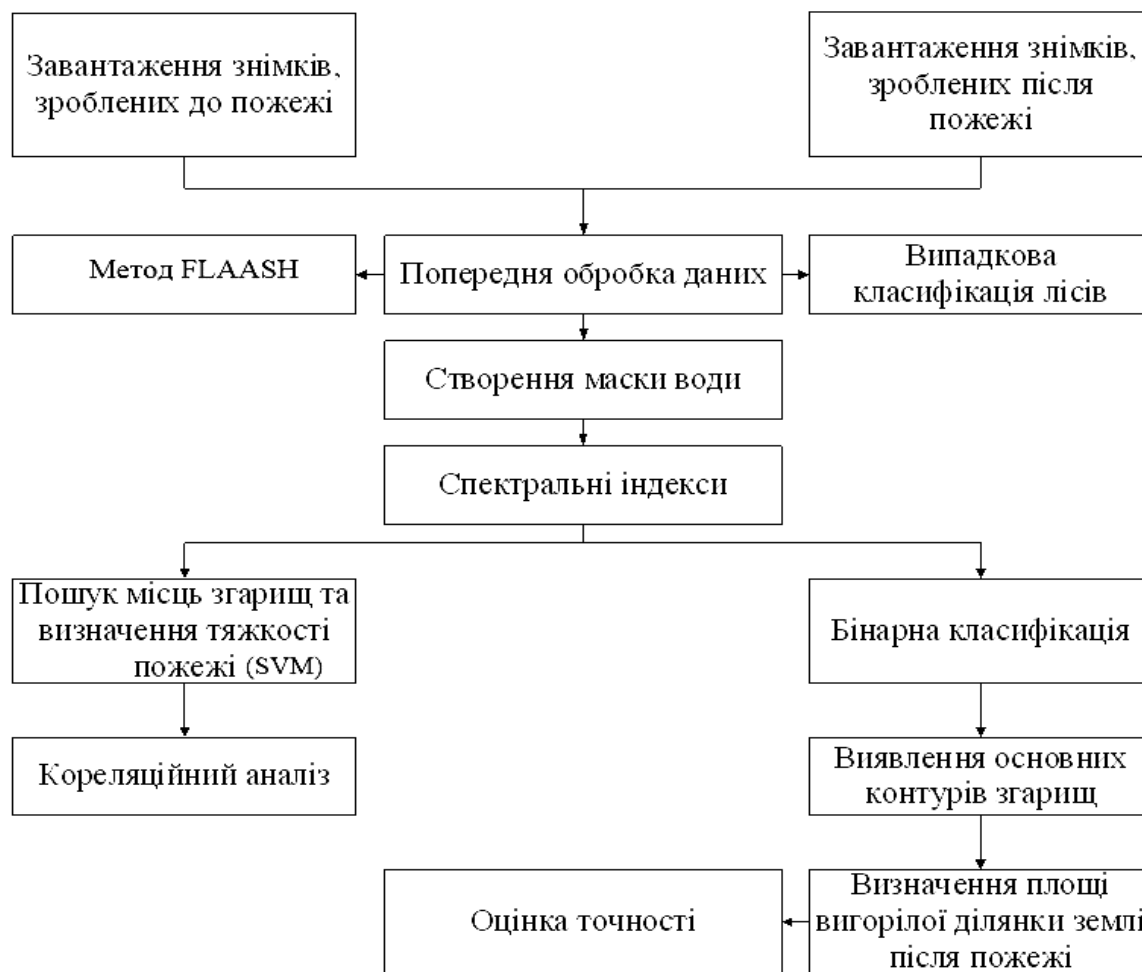 Завантаження знімків,
зроблених до пожежі
Завантаження знімків,
зроблених після
пожежі
Метод FLAASH
Попередня обробка даних
Випадкова
класифікація лісів
Створення маски води
Спектральні індекси
Пошук місць згарищ та
визначення тяжкості
пожежі (SVM)
Бінарна класифікація
Кореляційний аналіз
Виявлення основних
контурів згарищ
Оцінка точності
Визначення площі
вигорілої ділянки землі
після пожежі